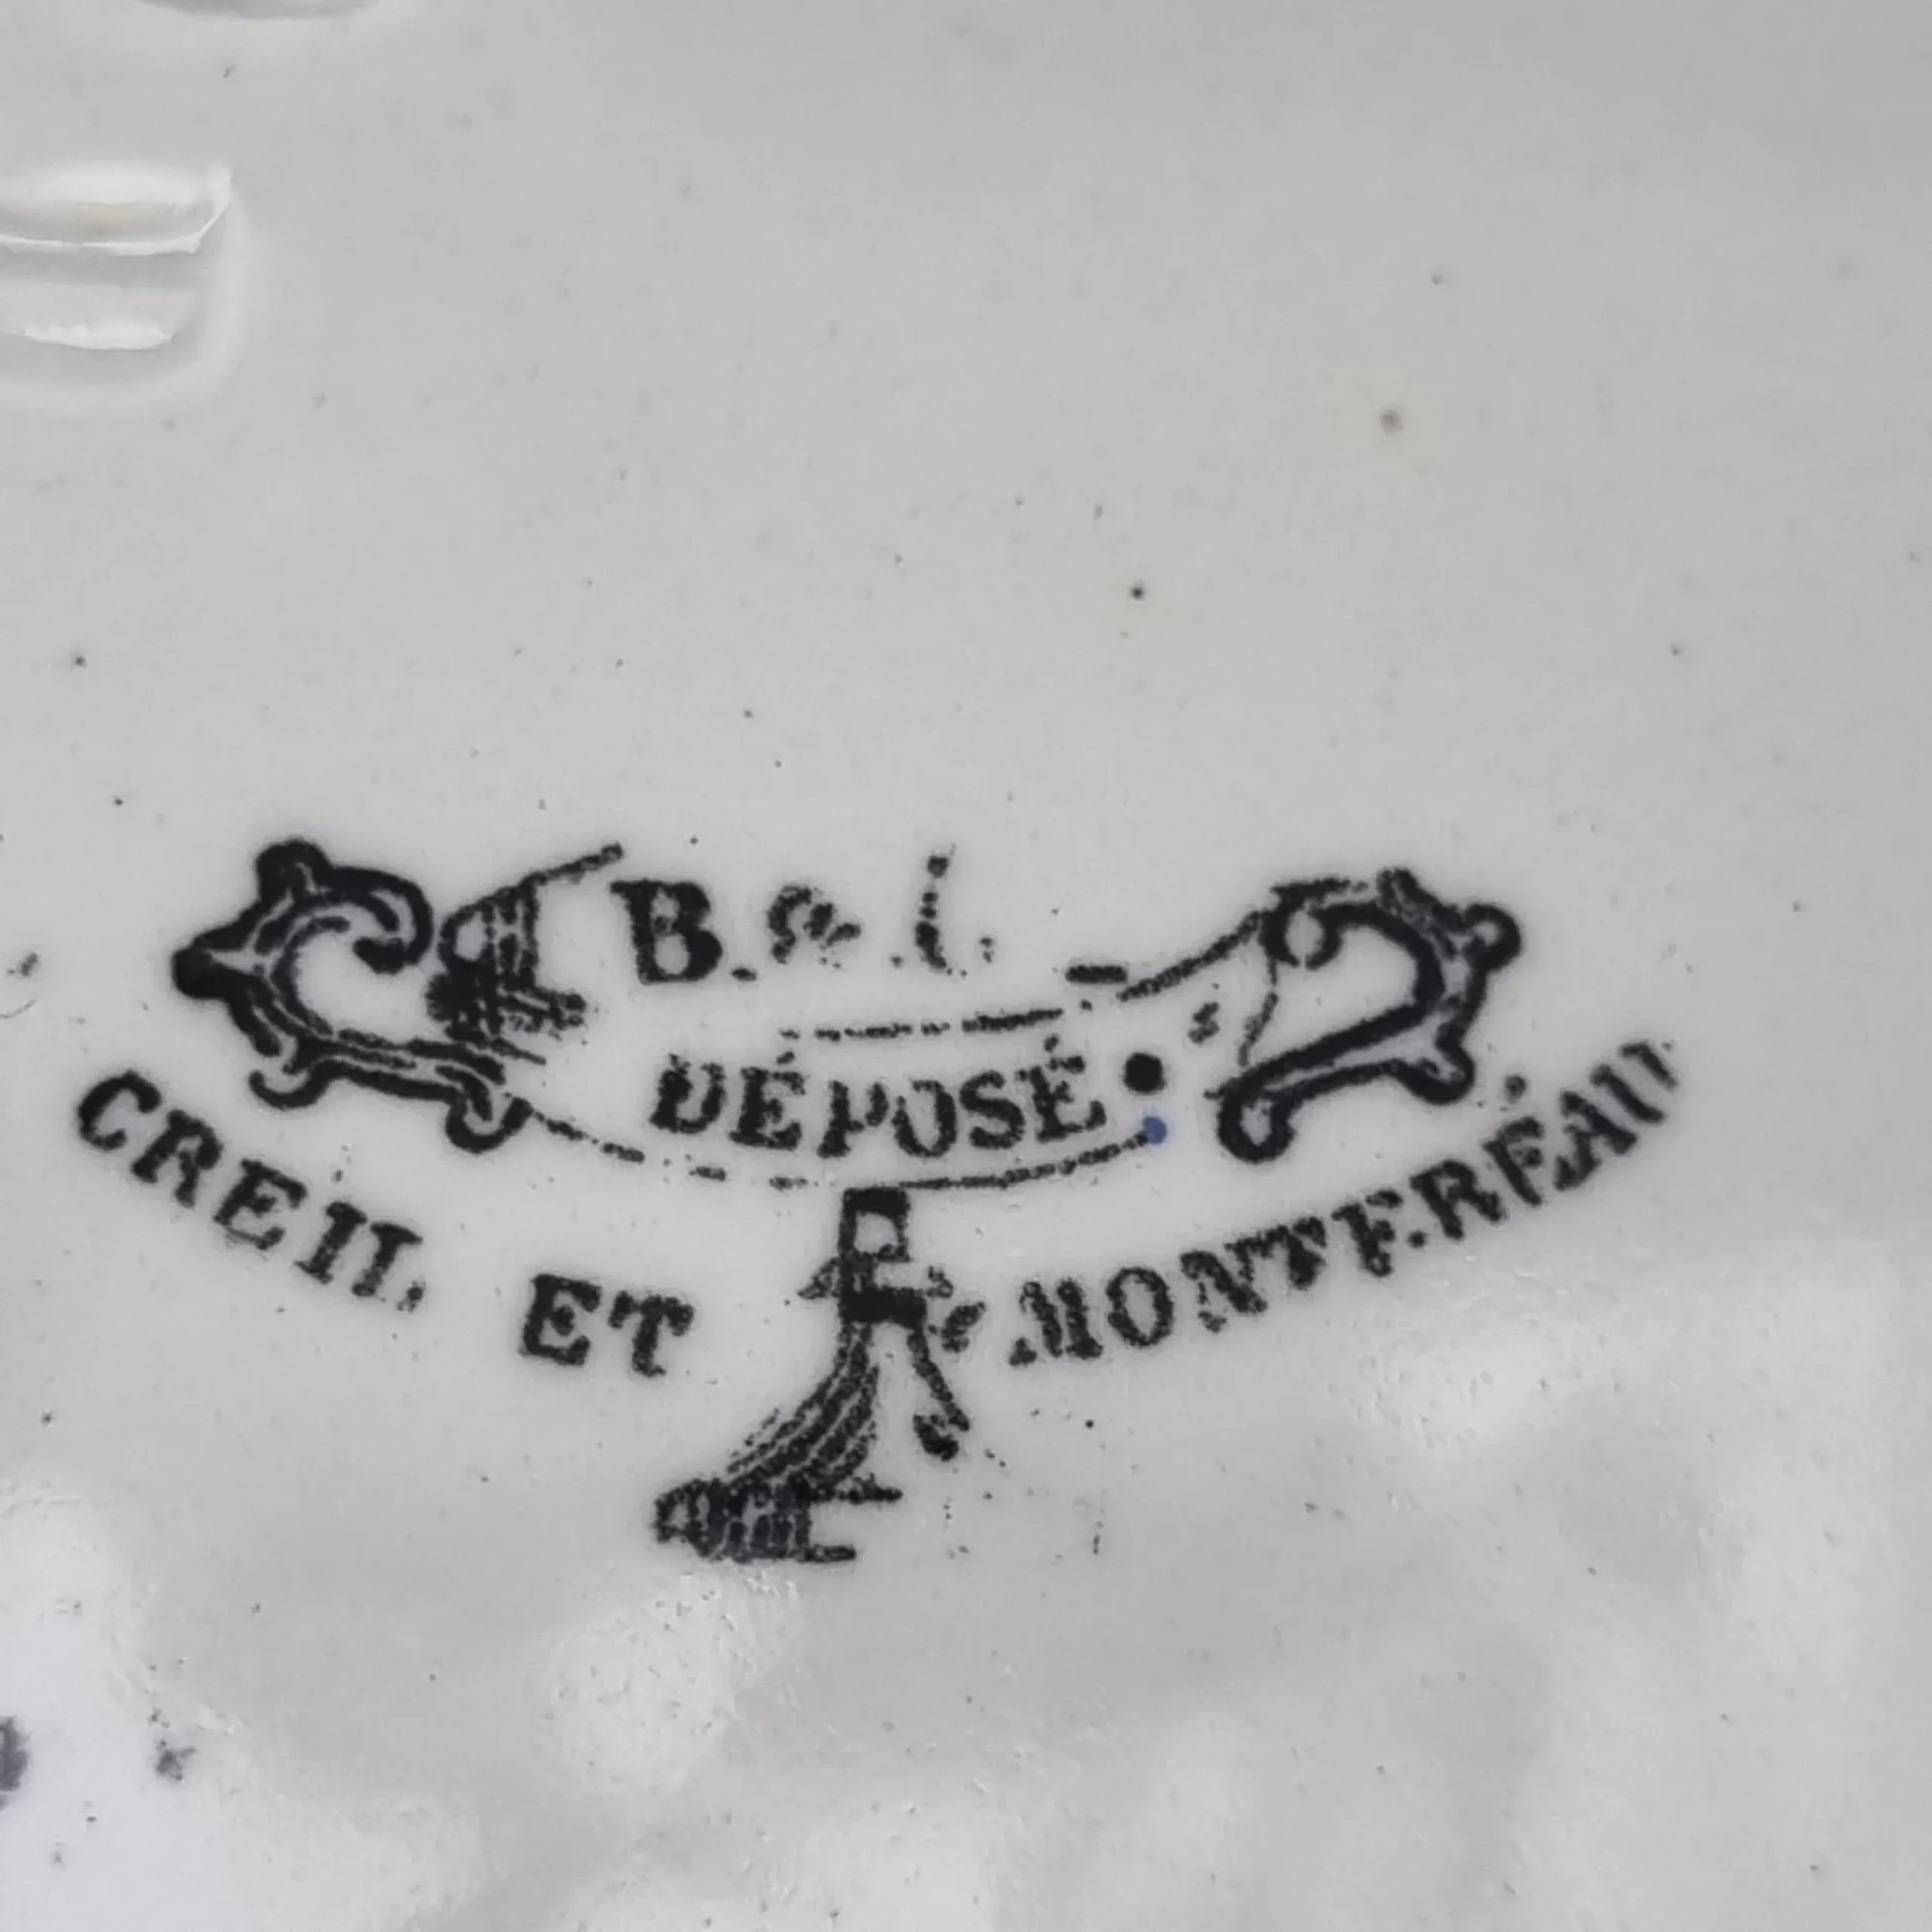 B. & C.
DÉPOSÉ
CREIL ET MONTEREAU